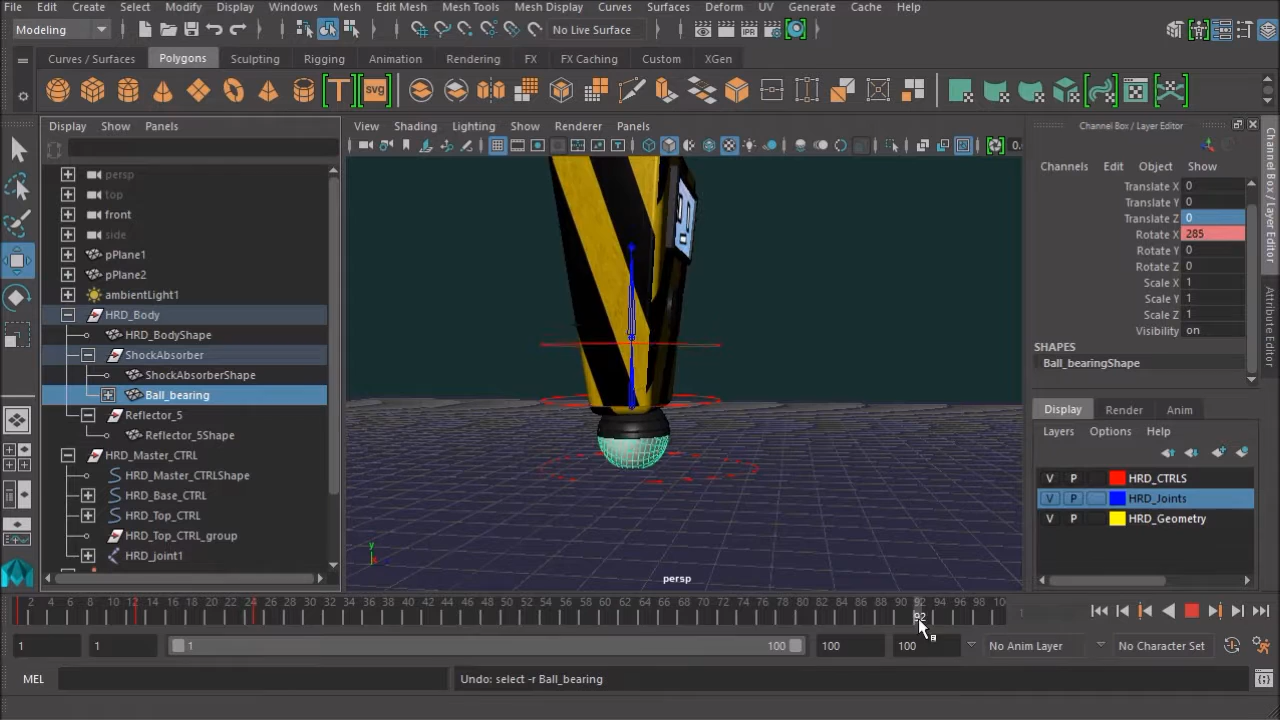 File Edit Create Select Modify Display Windows Mesh Edit Mesh Mesh Tools Mesh Display Curves Surfaces Deform UV Generate Cache Help
Modeling No Live Surface
Curves / Surfaces Polygons Sculpting Rigging Animation Rendering FX FX Caching Custom XGen
T SVG
Display Show Panels
View Shading Lighting Show Renderer Panels
Channel Box / Layer Editor
Channels Edit Object Show
persp
top
front
side
pPlane1
pPlane2
ambientLight1
HRD_Body
HRD_BodyShape
ShockAbsorber
ShockAbsorberShape
Ball_bearing
Reflector_5
Reflector_5Shape
HRD_Master_CTRL
HRD_Master_CTRLShape
HRD_Base_CTRL
HRD_Top_CTRL
HRD_Top_CTRL_group
HRD_joint1
persp
y
Translate X 0
Translate Y 0
Translate Z 0
Rotate X 285
Rotate Y 0
Rotate Z 0
Scale X 1
Scale Y 1
Scale Z 1
Visibility on
SHAPES
Ball_bearingShape
Display Render Anim
Layers Options Help
V P HRD_CTRLS
V P HRD_Joints
V P HRD_Geometry
Channel Box / Layer Editor
Attribute Editor
2 4 6 8 10 12 14 16 18 20 22 24 26 28 30 32 34 36 38 40 42 44 46 48 50 52 54 56 58 60 62 64 66 68 70 72 74 76 78 80 82 84 86 88 90 92 94 96 98 10
92
1
1 1 1 100 100 100 No Anim Layer No Character Set
MEL Undo: select -r Ball_bearing